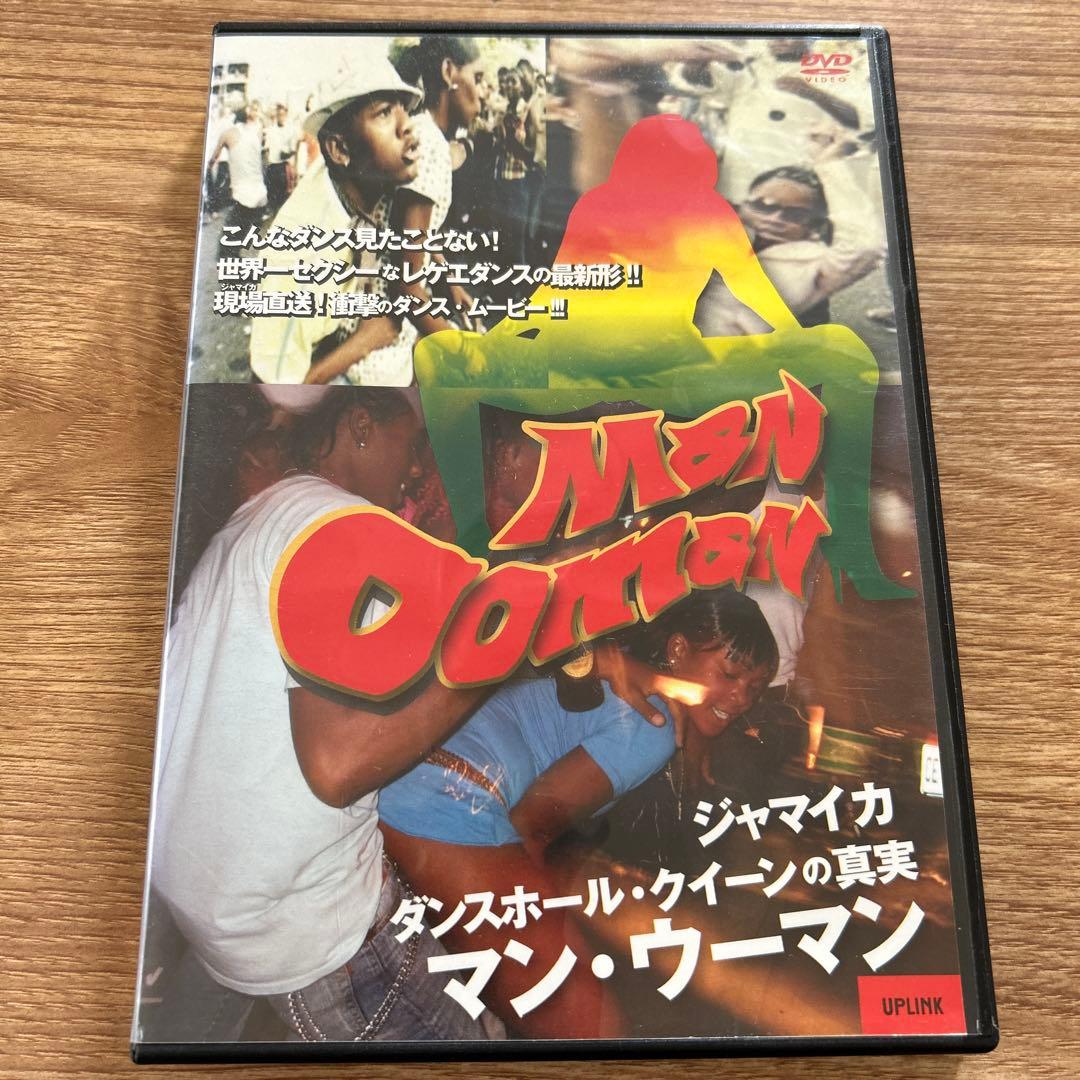 DVD
VIDEO
こんなダンス見たことない!
世界一セクシーなレゲエダンスの最新形!!
ジャマイカ
現場直送!衝撃のダンス・ムービー!!!
Man
Ooman
ジャマイカ
ダンスホール・クイーンの真実
マン・ウーマン
UPLINK